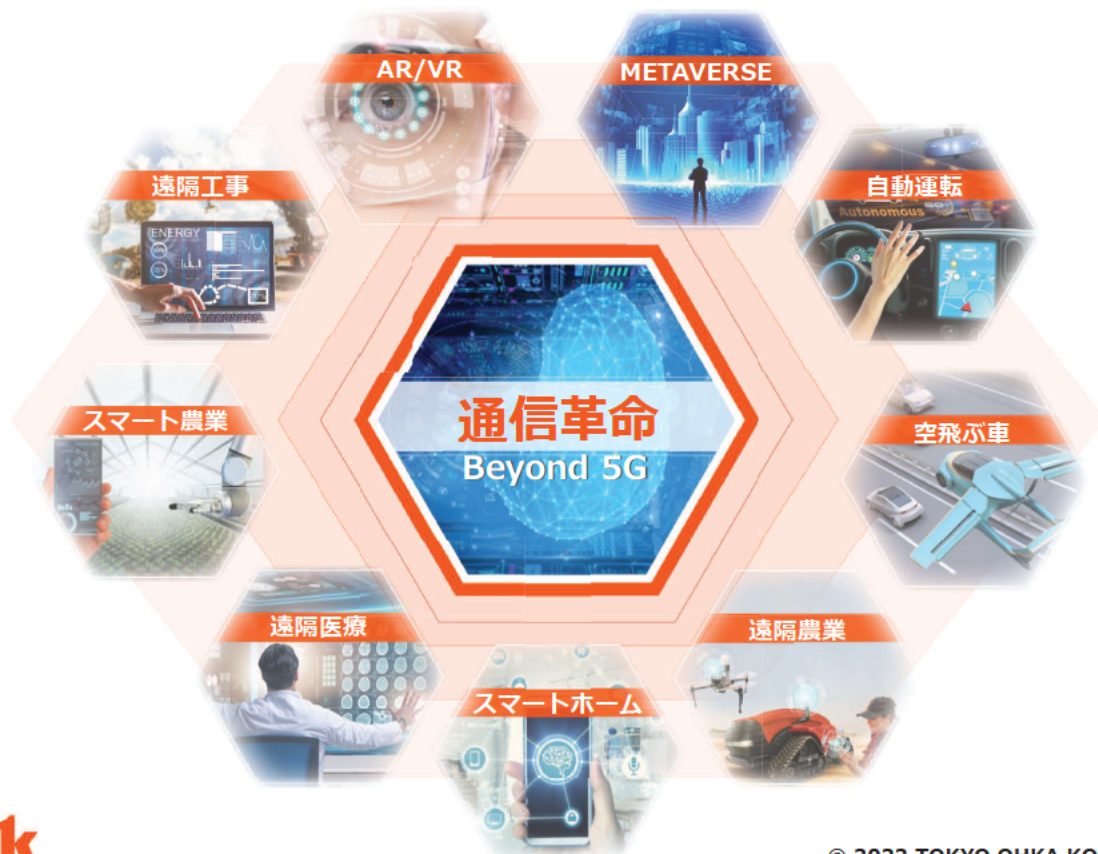 AR/VR
METAVERSE
遠隔工事
自動運転
Autonomous
ENERGY
通信革命
Beyond 5G
スマート農業
空飛ぶ車
遠隔医療
遠隔農業
スマートホーム
k